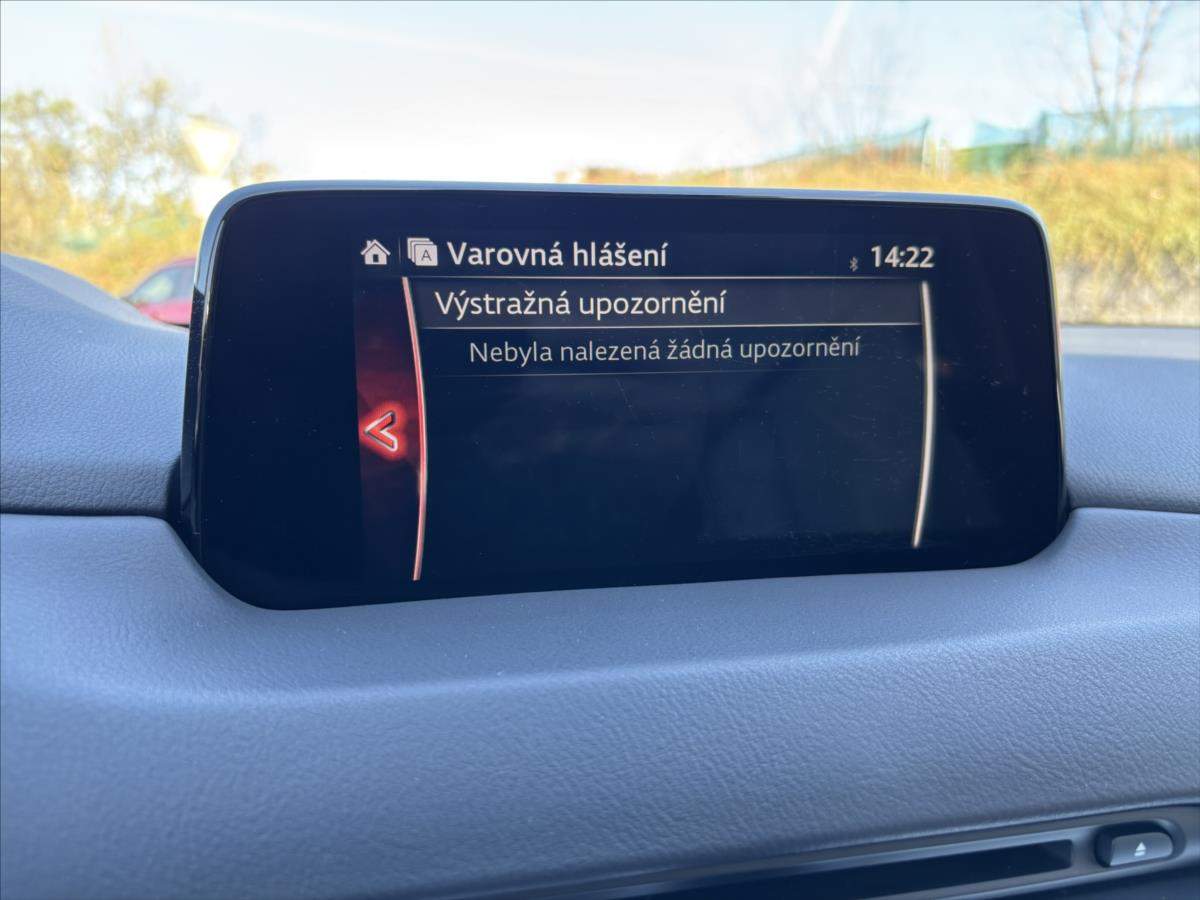 A Varovná hlášení 14:22
Výstražná upozornění
Nebyla nalezená žádná upozornění